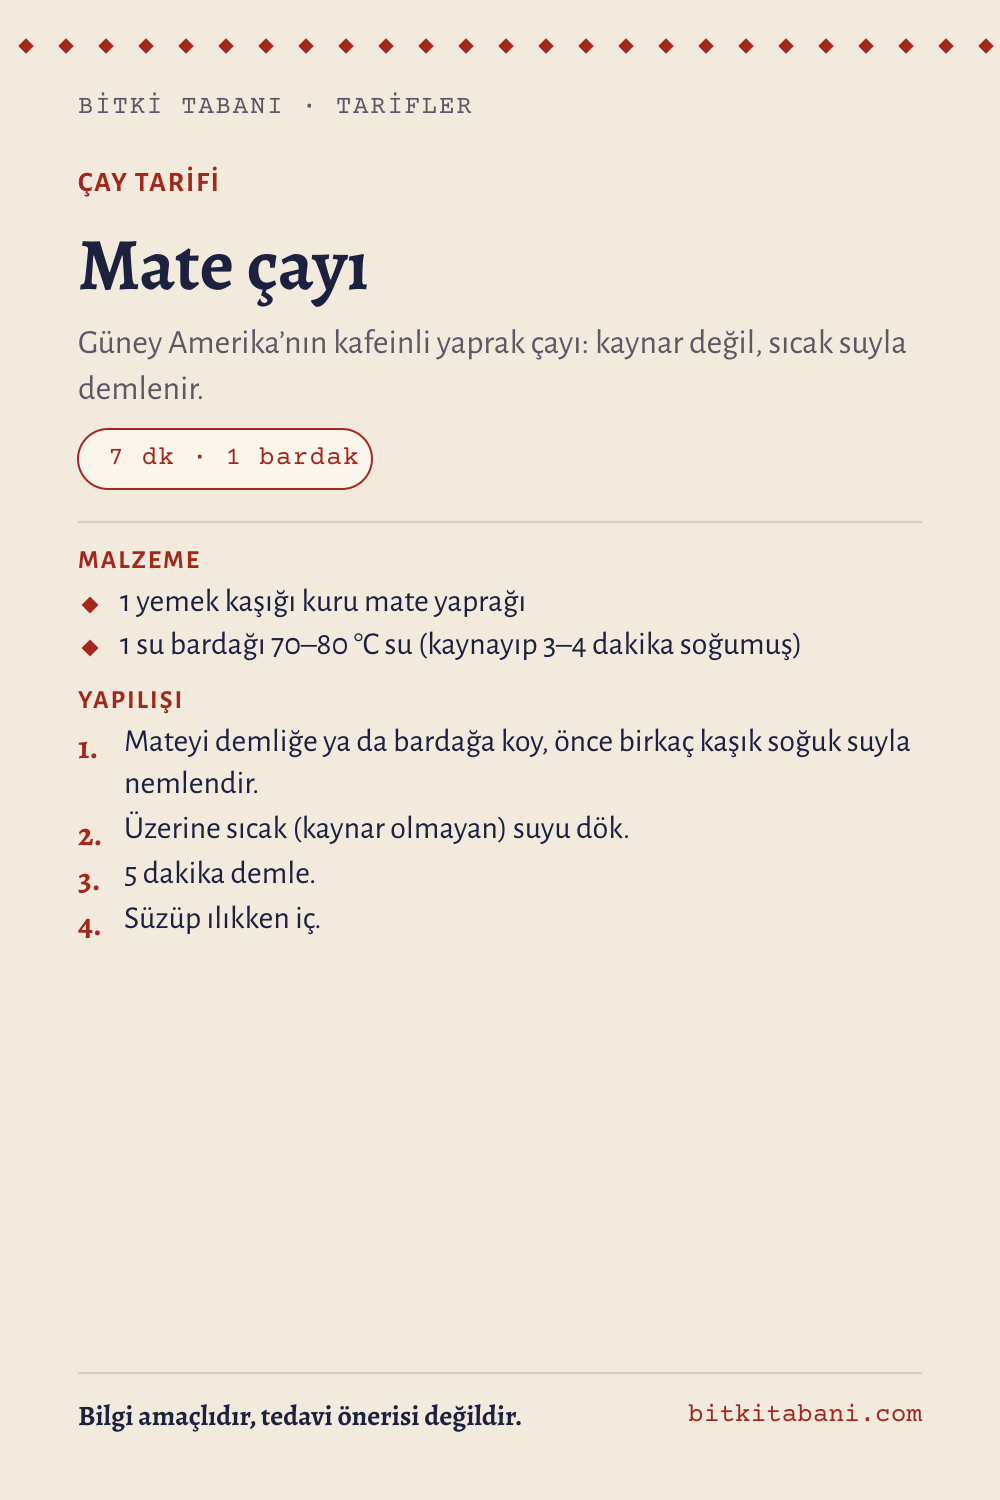 BİTKİ TABANI · TARİFLER
ÇAY TARİFİ
Mate çayı
Güney Amerika’nın kafeinli yaprak çayı: kaynar değil, sıcak suyla
demlenir.
7 dk · 1 bardak
MALZEME
◆ 1 yemek kaşığı kuru mate yaprağı
◆ 1 su bardağı 70–80 °C su (kaynayıp 3–4 dakika soğumuş)
YAPILIŞI
1. Mateyi demliğe ya da bardağa koy, önce birkaç kaşık soğuk suyla
nemlendir.
2. Üzerine sıcak (kaynar olmayan) suyu dök.
3. 5 dakika demle.
4. Süzüp ılıkken iç.
Bilgi amaçlıdır, tedavi önerisi değildir. bitkitabani.com